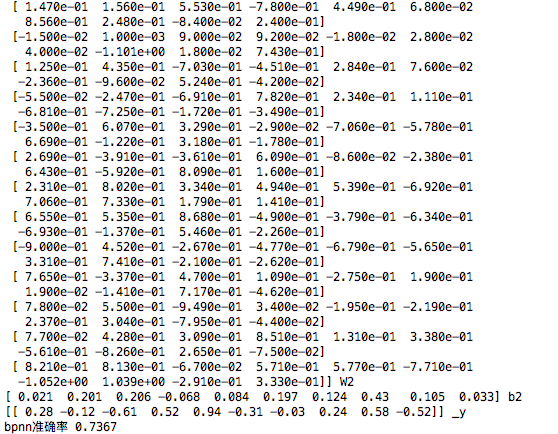 [ 1.470e-01 1.560e-01 5.530e-01 -7.800e-01 4.490e-01 6.800e-02
8.560e-01 2.480e-01 -8.400e-02 2.400e-01]
[-1.500e-02 1.000e-03 9.000e-02 9.200e-02 -1.800e-02 2.800e-02
4.000e-02 -1.101e+00 1.800e-02 7.430e-01]
[ 1.250e-01 4.350e-01 -7.030e-01 -4.510e-01 2.840e-01 7.600e-02
-2.360e-01 -9.600e-02 5.240e-01 -4.200e-02]
[-5.500e-02 -2.470e-01 -6.910e-01 7.820e-01 2.340e-01 1.110e-01
-6.810e-01 -7.250e-01 -1.720e-01 -3.490e-01]
[-3.500e-01 6.070e-01 3.290e-01 -2.900e-02 -7.060e-01 -5.780e-01
6.690e-01 -1.220e-01 3.180e-01 -1.780e-01]
[ 2.690e-01 -3.910e-01 -3.610e-01 6.090e-01 -8.600e-02 -2.380e-01
6.430e-01 -5.920e-01 8.090e-01 1.600e-01]
[ 2.310e-01 8.020e-01 3.340e-01 4.940e-01 5.390e-01 -6.920e-01
7.060e-01 7.330e-01 1.790e-01 1.410e-01]
[ 6.550e-01 5.350e-01 8.680e-01 -4.900e-01 -3.790e-01 -6.340e-01
-6.930e-01 -1.370e-01 5.460e-01 -2.260e-01]
[-9.000e-01 4.520e-01 -2.670e-01 -4.770e-01 -6.790e-01 -5.650e-01
3.310e-01 7.410e-01 -2.100e-01 -2.620e-01]
[ 7.650e-01 -3.370e-01 4.700e-01 1.090e-01 -2.750e-01 1.900e-01
1.900e-02 -1.410e-01 7.170e-01 -4.620e-01]
[ 7.800e-02 5.500e-01 -9.490e-01 3.400e-02 -1.950e-01 -2.190e-01
2.370e-01 3.040e-01 -7.950e-01 -4.400e-02]
[ 7.700e-02 4.280e-01 3.090e-01 8.510e-01 1.310e-01 3.380e-01
-5.610e-01 -8.260e-01 2.650e-01 -7.500e-02]
[ 8.210e-01 8.130e-01 -6.700e-02 5.710e-01 5.770e-01 -7.710e-01
-1.052e+00 1.039e+00 -2.910e-01 3.330e-01]] W2
[ 0.021 0.201 0.206 -0.068 0.084 0.197 0.124 0.43 0.105 0.033] b2
[[ 0.28 -0.12 -0.61 0.52 0.94 -0.31 -0.03 0.24 0.58 -0.52]] _y
bpnn准确率 0.7367